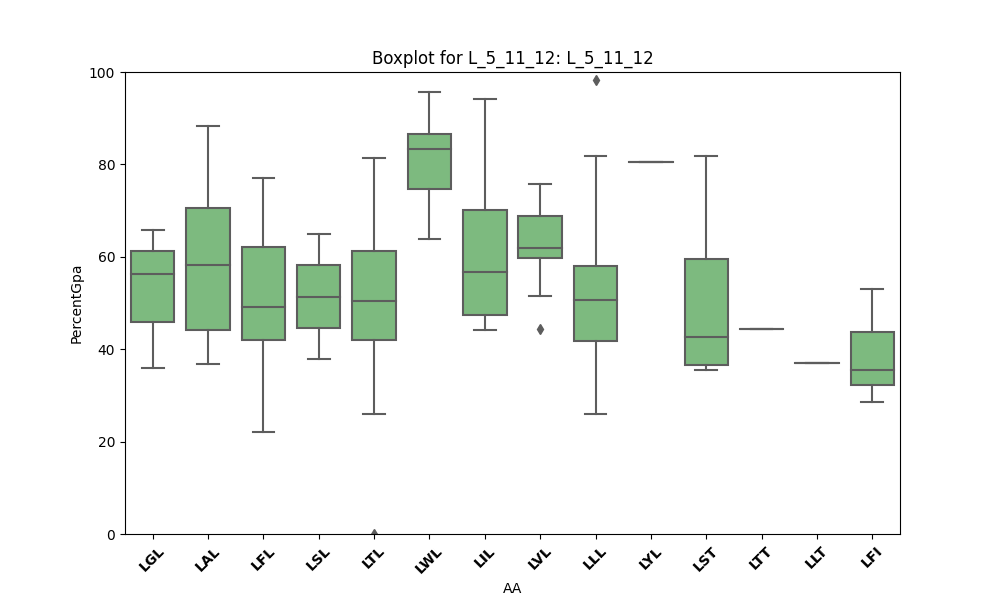 Boxplot for L_5_11_12: L_5_11_12
PercentGpa
100
80
60
40
20
0
LGL LAL LFL LSL LTL LWL LIL LVL LLL LYL LST LTT LLT LFI
AA